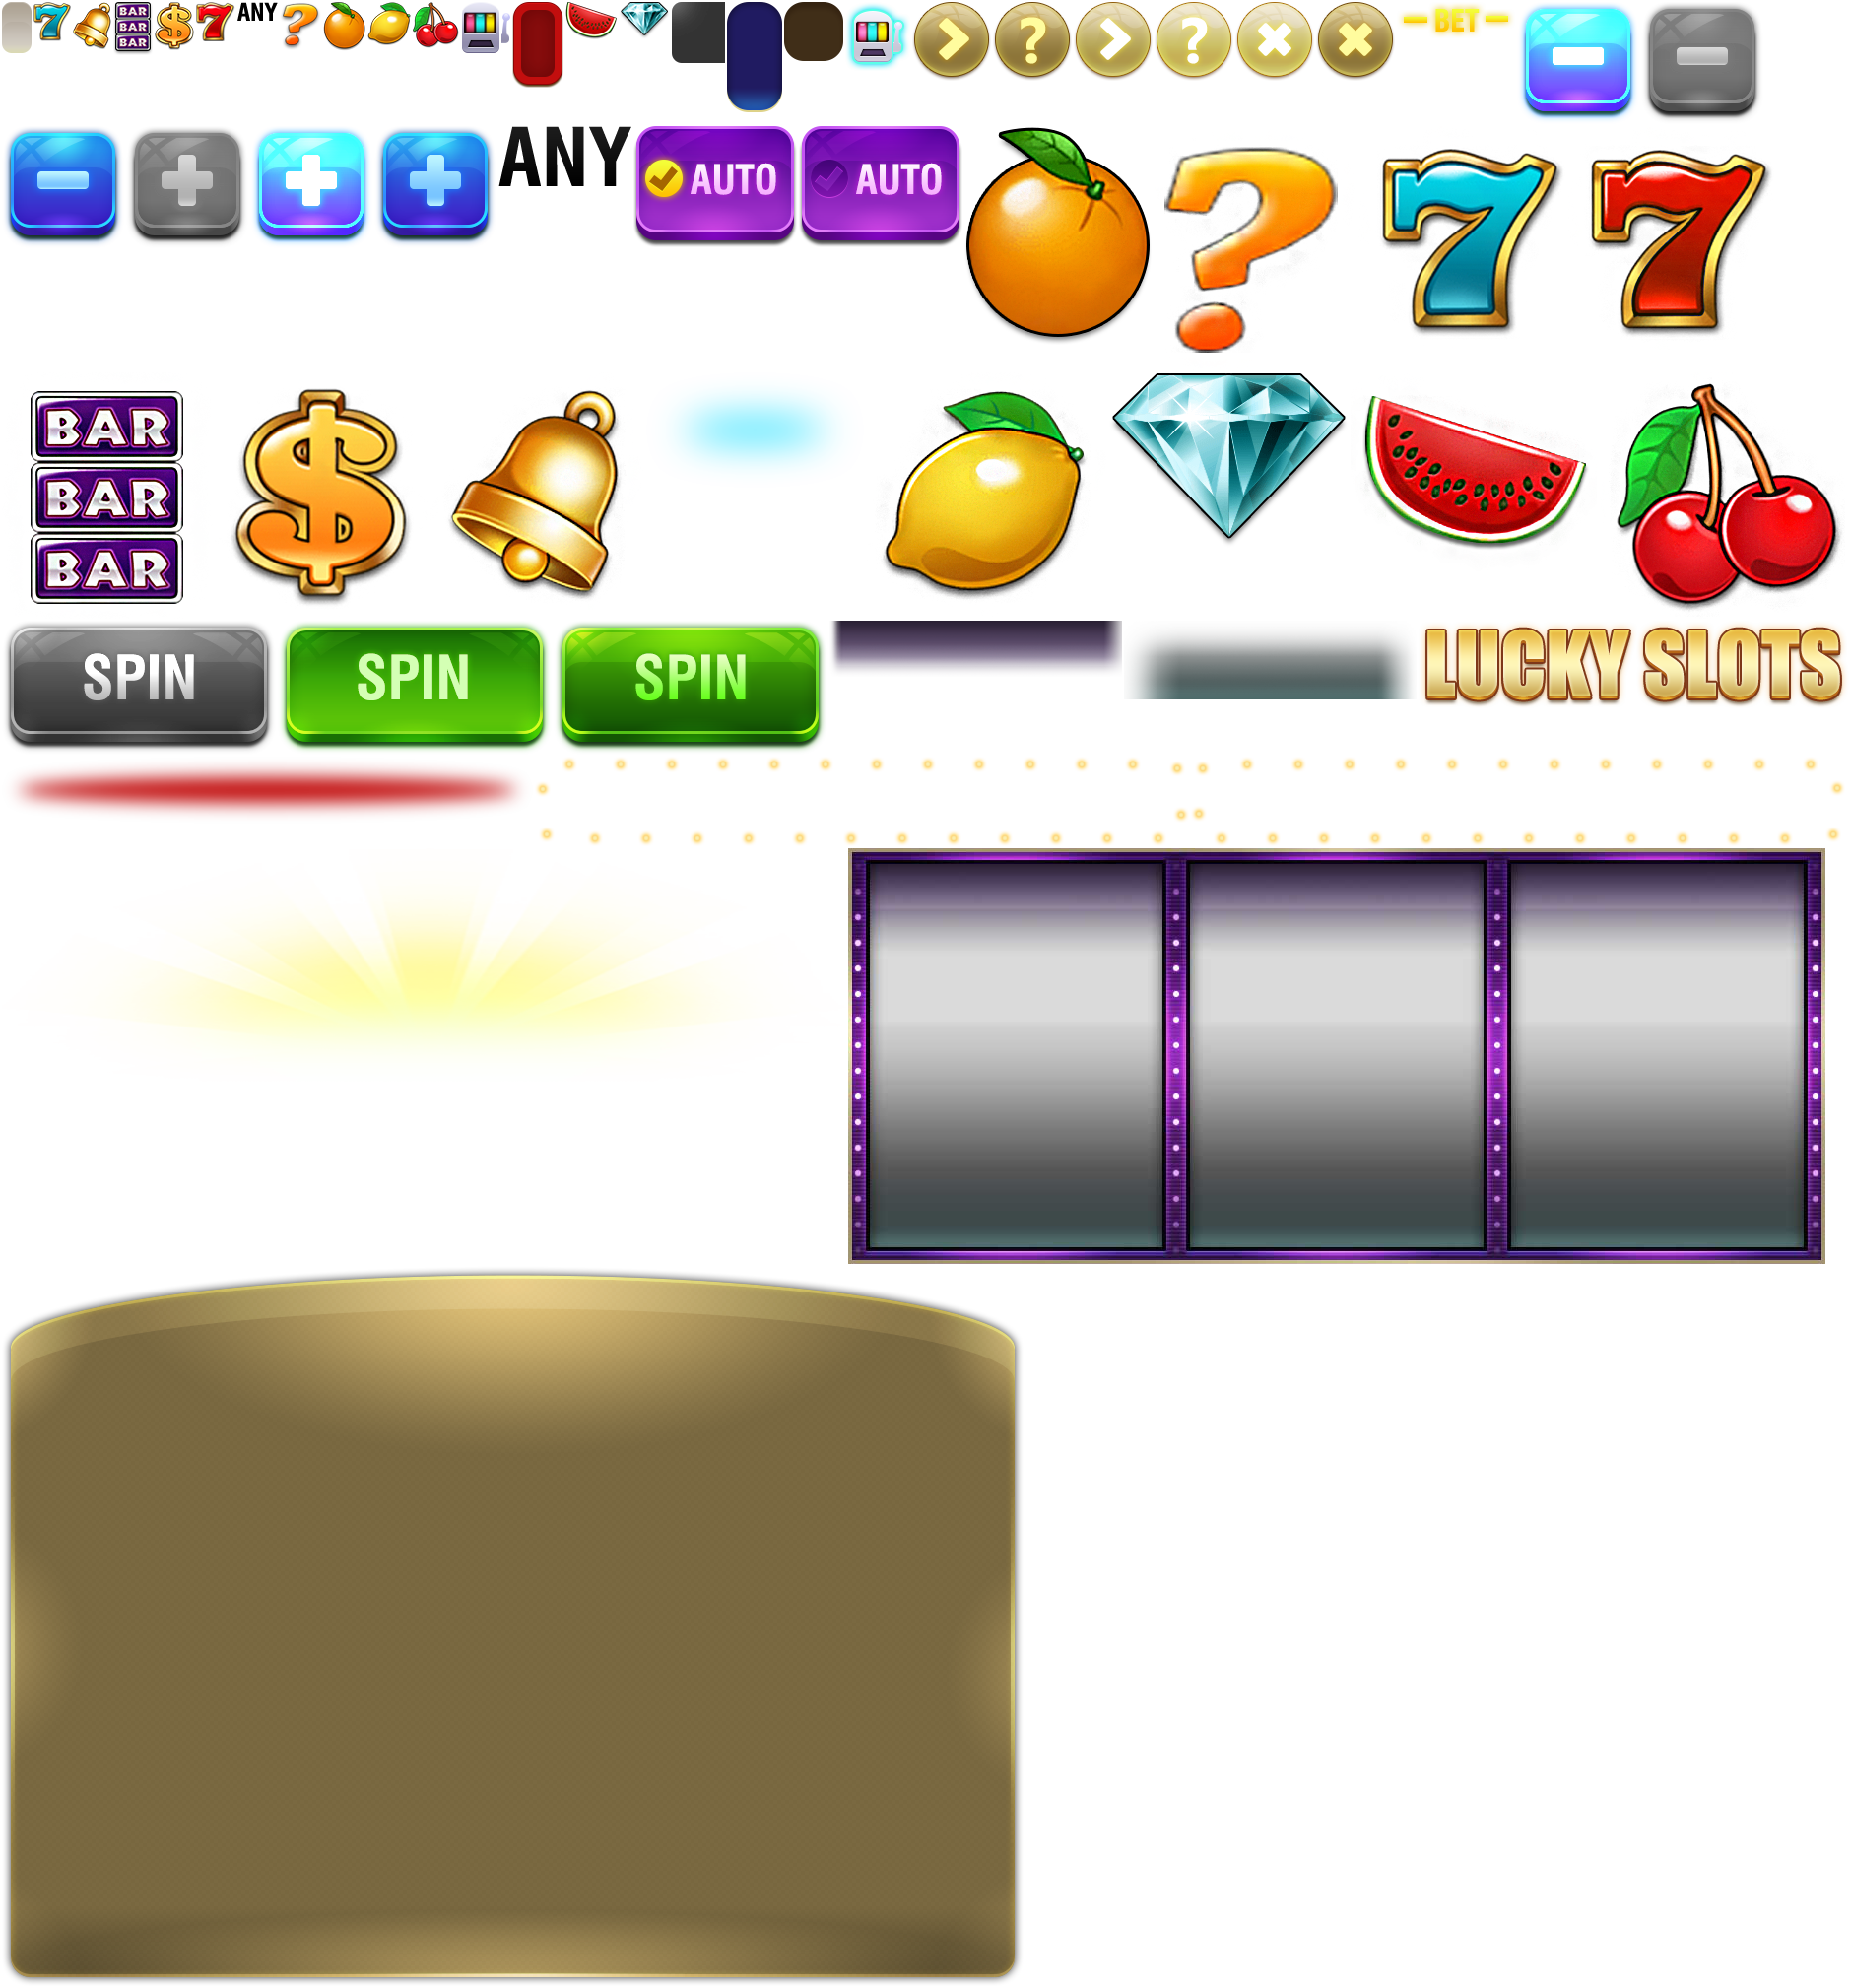 7 BAR BAR BAR $ 7 ANY ? ? ? BET
ANY AUTO AUTO ? 7 7
BAR
BAR
BAR
$
SPIN SPIN SPIN LUCKY SLOTS